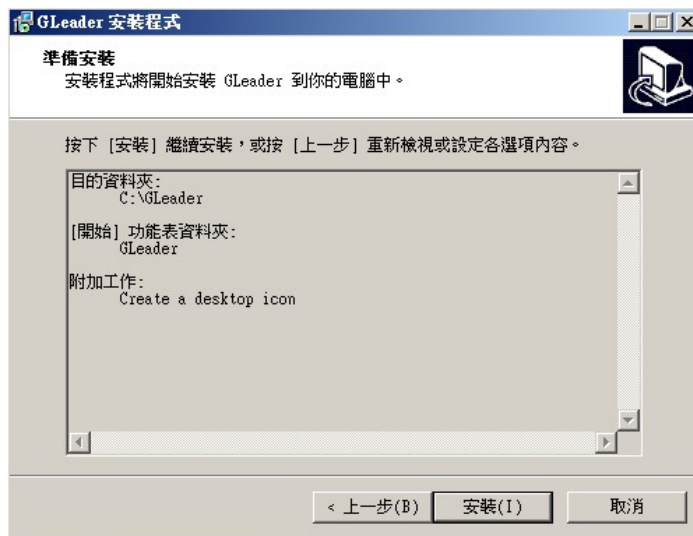 GLeader 安裝程式
準備安裝
安裝程式將開始安裝 GLeader 到你的電腦中。
按下 [安裝] 繼續安裝，或按 [上一步] 重新檢視或設定各選項內容。
目的資料夾:
C:\GLeader
[開始] 功能表資料夾:
GLeader
附加工作:
Create a desktop icon
< 上一步(B)
安裝(I)
取消